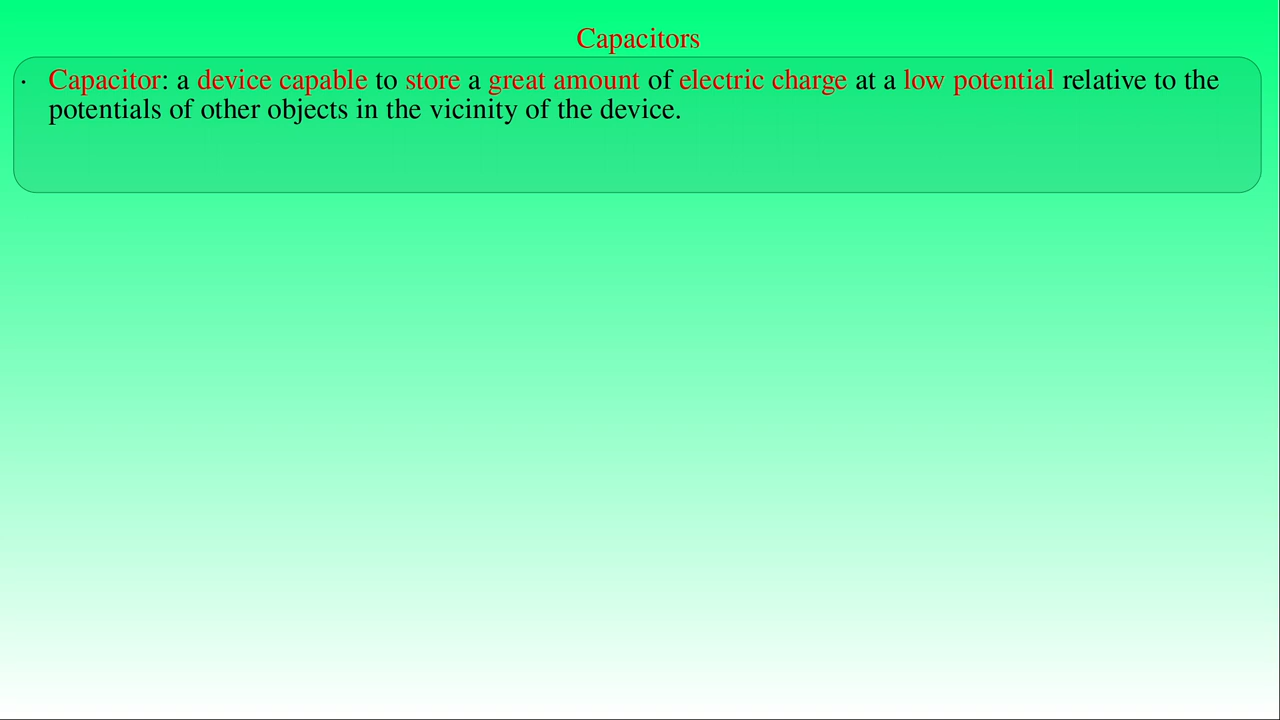 Capacitors
• Capacitor: a device capable to store a great amount of electric charge at a low potential relative to the
potentials of other objects in the vicinity of the device.